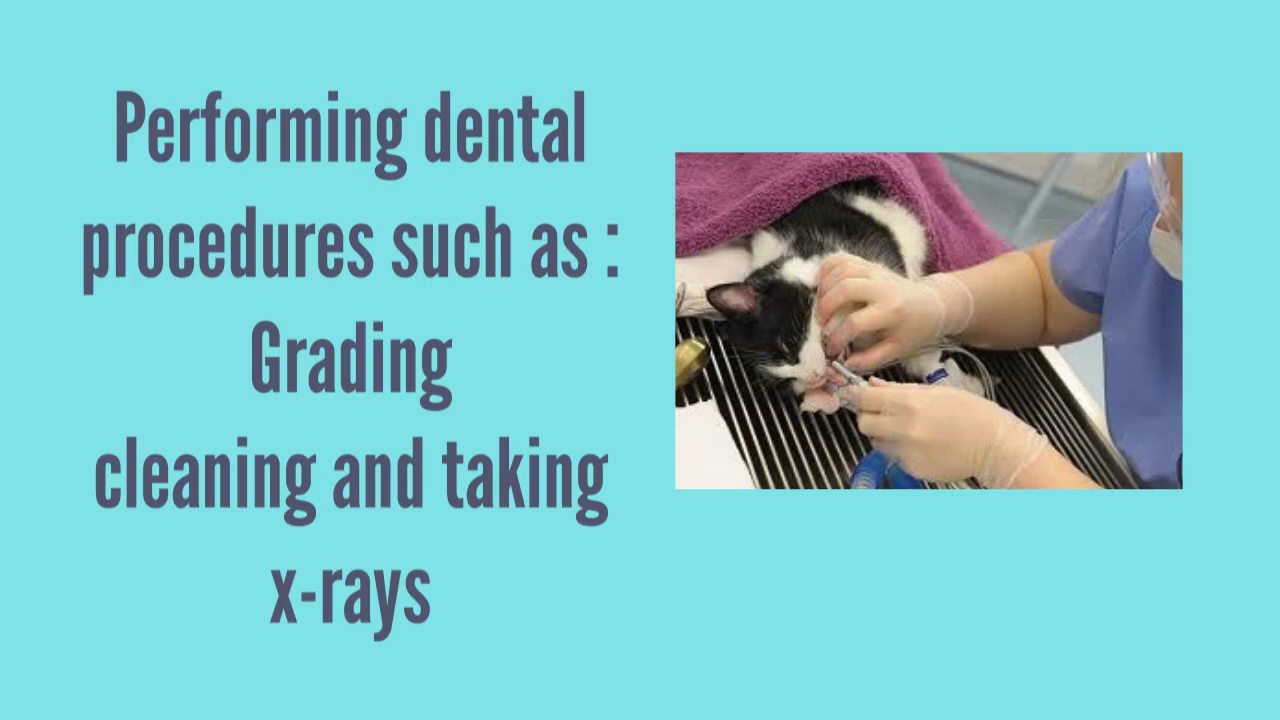 Performing dental
procedures such as :
Grading
cleaning and taking
x-rays